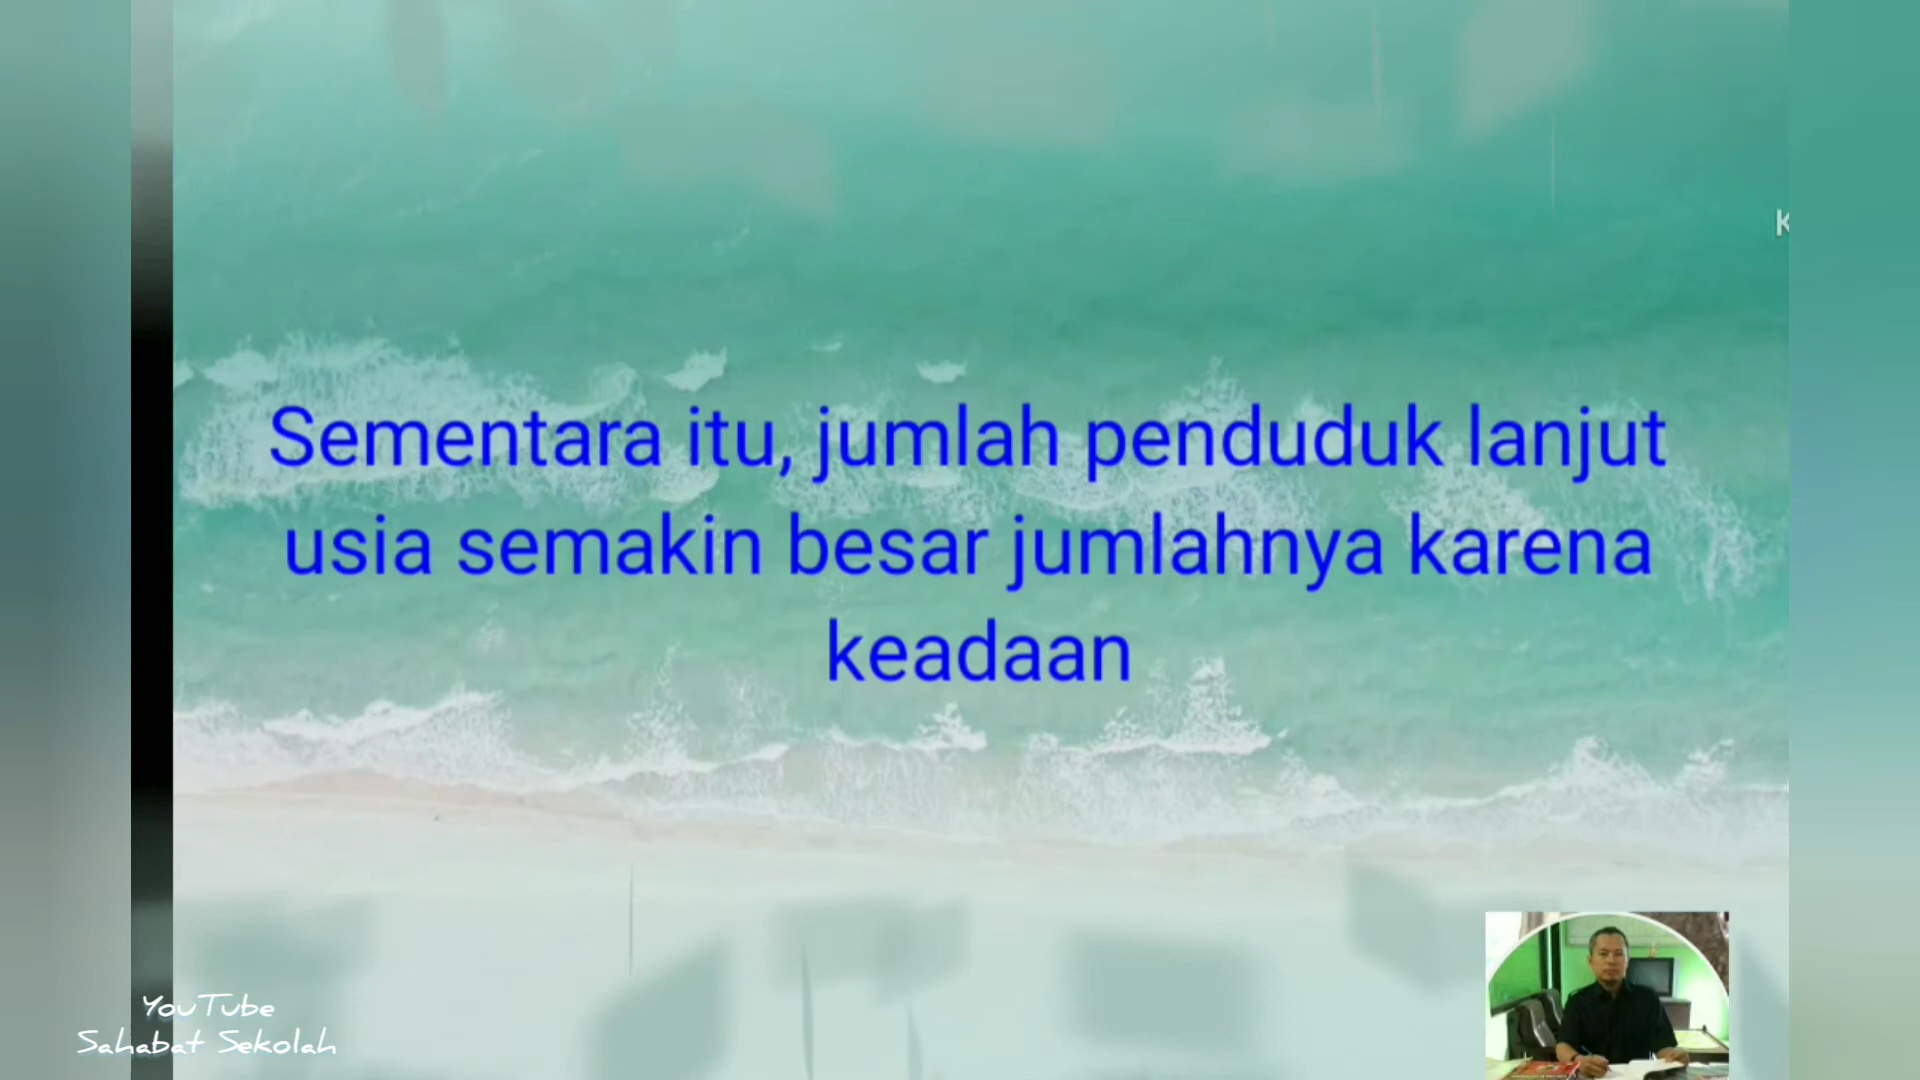 Sementara itu, jumlah penduduk lanjut
usia semakin besar jumlahnya karena
keadaan
YouTube
Sahabat Sekolah